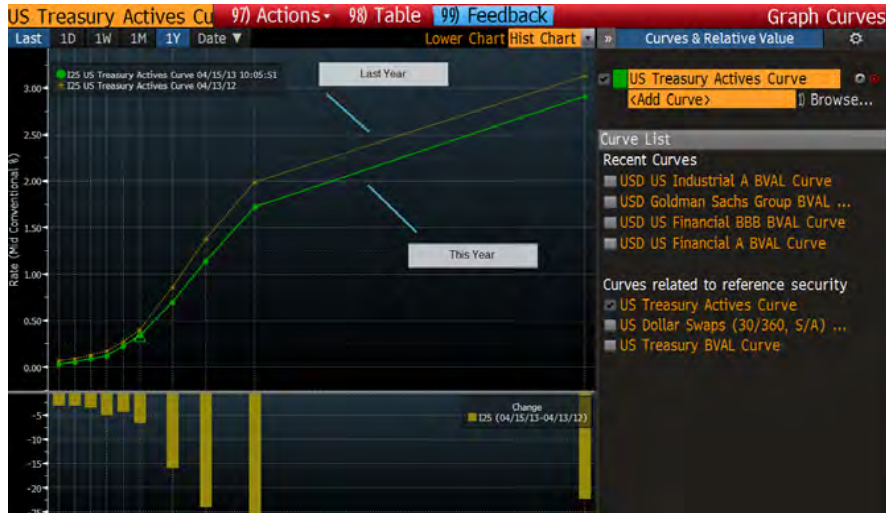 US Treasury Actives Cu 97) Actions 98) Table 99) Feedback Graph Curves
Last 1D 1W 1M 1Y Date ▼ Lower Chart Hist Chart » Curves & Relative Value
I25 US Treasury Actives Curve 04/15/13 10:05:51
I25 US Treasury Actives Curve 04/13/12
Last Year
This Year
Rate (Mid Conventional %)
3.00
2.50
2.00
1.50
1.00
0.50
0.00
Change
I25 (04/15/13-04/13/12)
-5
-10
-15
-20
-25
US Treasury Actives Curve
<Add Curve> 1) Browse...
Curve List
Recent Curves
USD US Industrial A BVAL Curve
USD Goldman Sachs Group BVAL ...
USD US Financial BBB BVAL Curve
USD US Financial A BVAL Curve
Curves related to reference security
US Treasury Actives Curve
US Dollar Swaps (30/360, S/A) ...
US Treasury BVAL Curve